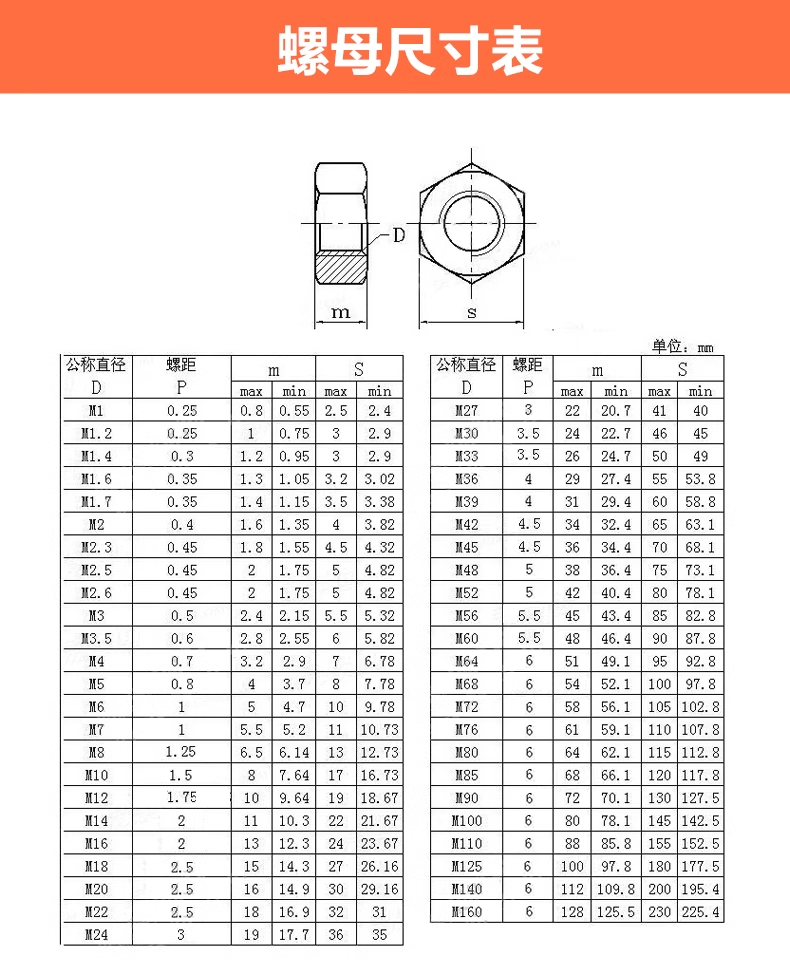 螺母尺寸表
D
m
s
单位：mm
公称直径 螺距 m S
D P max min max min
M1 0.25 0.8 0.55 2.5 2.4
M1.2 0.25 1 0.75 3 2.9
M1.4 0.3 1.2 0.95 3 2.9
M1.6 0.35 1.3 1.05 3.2 3.02
M1.7 0.35 1.4 1.15 3.5 3.38
M2 0.4 1.6 1.35 4 3.82
M2.3 0.45 1.8 1.55 4.5 4.32
M2.5 0.45 2 1.75 5 4.82
M2.6 0.45 2 1.75 5 4.82
M3 0.5 2.4 2.15 5.5 5.32
M3.5 0.6 2.8 2.55 6 5.82
M4 0.7 3.2 2.9 7 6.78
M5 0.8 4 3.7 8 7.78
M6 1 5 4.7 10 9.78
M7 1 5.5 5.2 11 10.73
M8 1.25 6.5 6.14 13 12.73
M10 1.5 8 7.64 17 16.73
M12 1.75 10 9.64 19 18.67
M14 2 11 10.3 22 21.67
M16 2 13 12.3 24 23.67
M18 2.5 15 14.3 27 26.16
M20 2.5 16 14.9 30 29.16
M22 2.5 18 16.9 32 31
M24 3 19 17.7 36 35
公称直径 螺距 m S
D P max min max min
M27 3 22 20.7 41 40
M30 3.5 24 22.7 46 45
M33 3.5 26 24.7 50 49
M36 4 29 27.4 55 53.8
M39 4 31 29.4 60 58.8
M42 4.5 34 32.4 65 63.1
M45 4.5 36 34.4 70 68.1
M48 5 38 36.4 75 73.1
M52 5 42 40.4 80 78.1
M56 5.5 45 43.4 85 82.8
M60 5.5 48 46.4 90 87.8
M64 6 51 49.1 95 92.8
M68 6 54 52.1 100 97.8
M72 6 58 56.1 105 102.8
M76 6 61 59.1 110 107.8
M80 6 64 62.1 115 112.8
M85 6 68 66.1 120 117.8
M90 6 72 70.1 130 127.5
M100 6 80 78.1 145 142.5
M110 6 88 85.8 155 152.5
M125 6 100 97.8 180 177.5
M140 6 112 109.8 200 195.4
M160 6 128 125.5 230 225.4